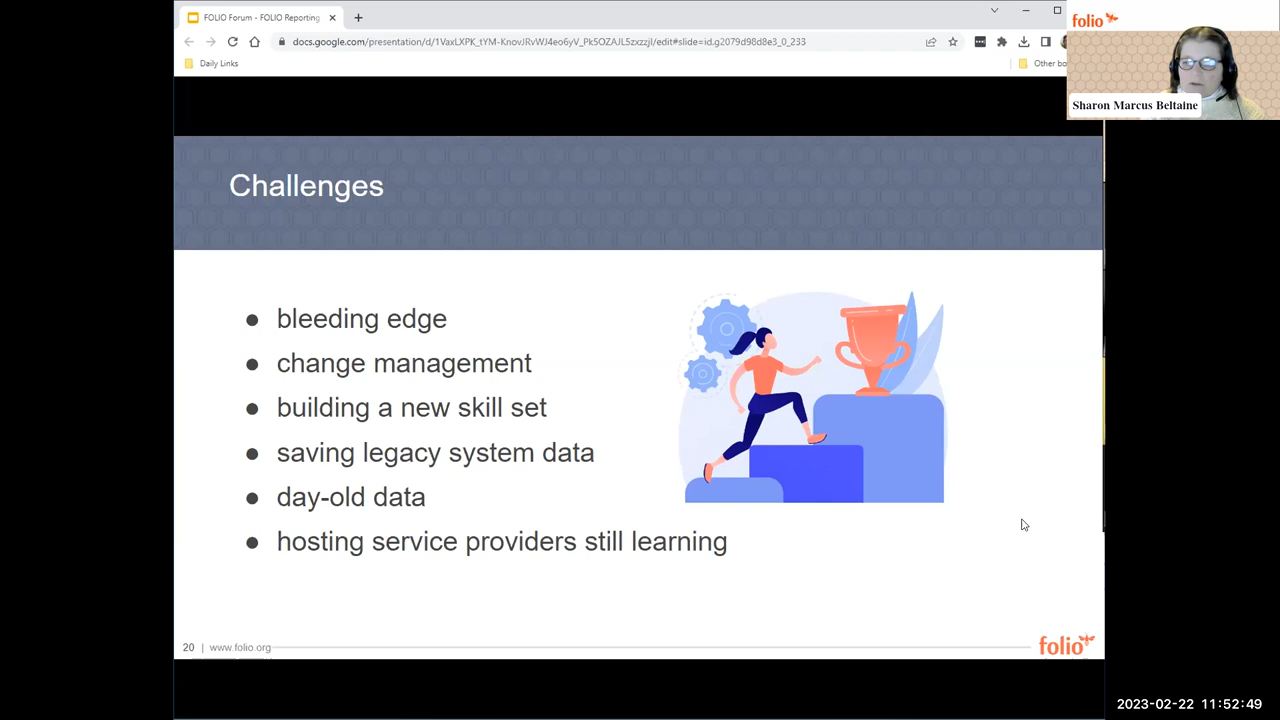 FOLIO Forum - FOLIO Reporting
docs.google.com/presentation/d/1VaxLXPK_tYM-KnovJRvWJ4eo6yV_Pk5OZAJL5zxzzjI/edit#slide=id.g2079d98d8e3_0_233
Daily Links
Other bo
folio
Sharon Marcus Beltaine
Challenges
● bleeding edge
● change management
● building a new skill set
● saving legacy system data
● day-old data
● hosting service providers still learning
20 | www.folio.org
folio
2023-02-22 11:52:49